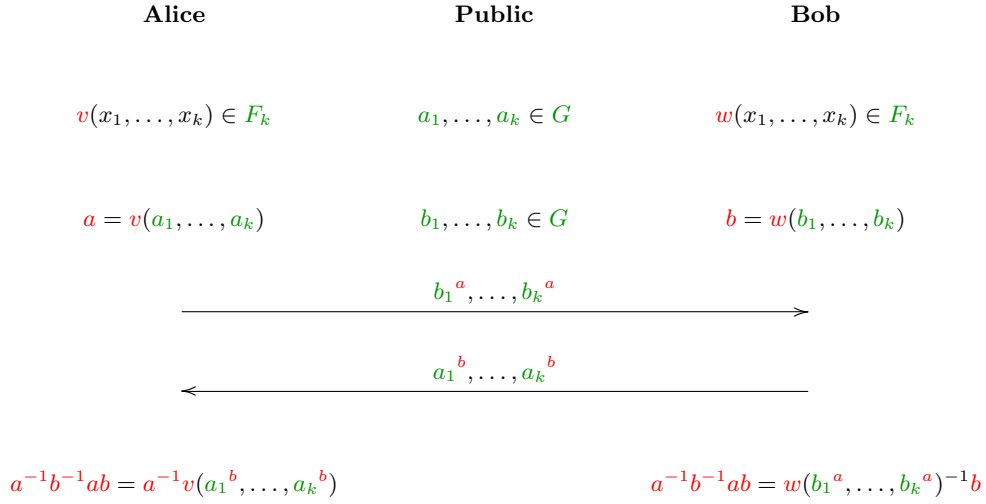 Alice Public Bob
v(x₁, …, xₖ) ∈ Fₖ a₁, …, aₖ ∈ G w(x₁, …, xₖ) ∈ Fₖ
a = v(a₁, …, aₖ) b₁, …, bₖ ∈ G b = w(b₁, …, bₖ)
b₁ᵃ, …, bₖᵃ
a₁ᵇ, …, aₖᵇ
a⁻¹b⁻¹ab = a⁻¹v(a₁ᵇ, …, aₖᵇ) a⁻¹b⁻¹ab = w(b₁ᵃ, …, bₖᵃ)⁻¹b